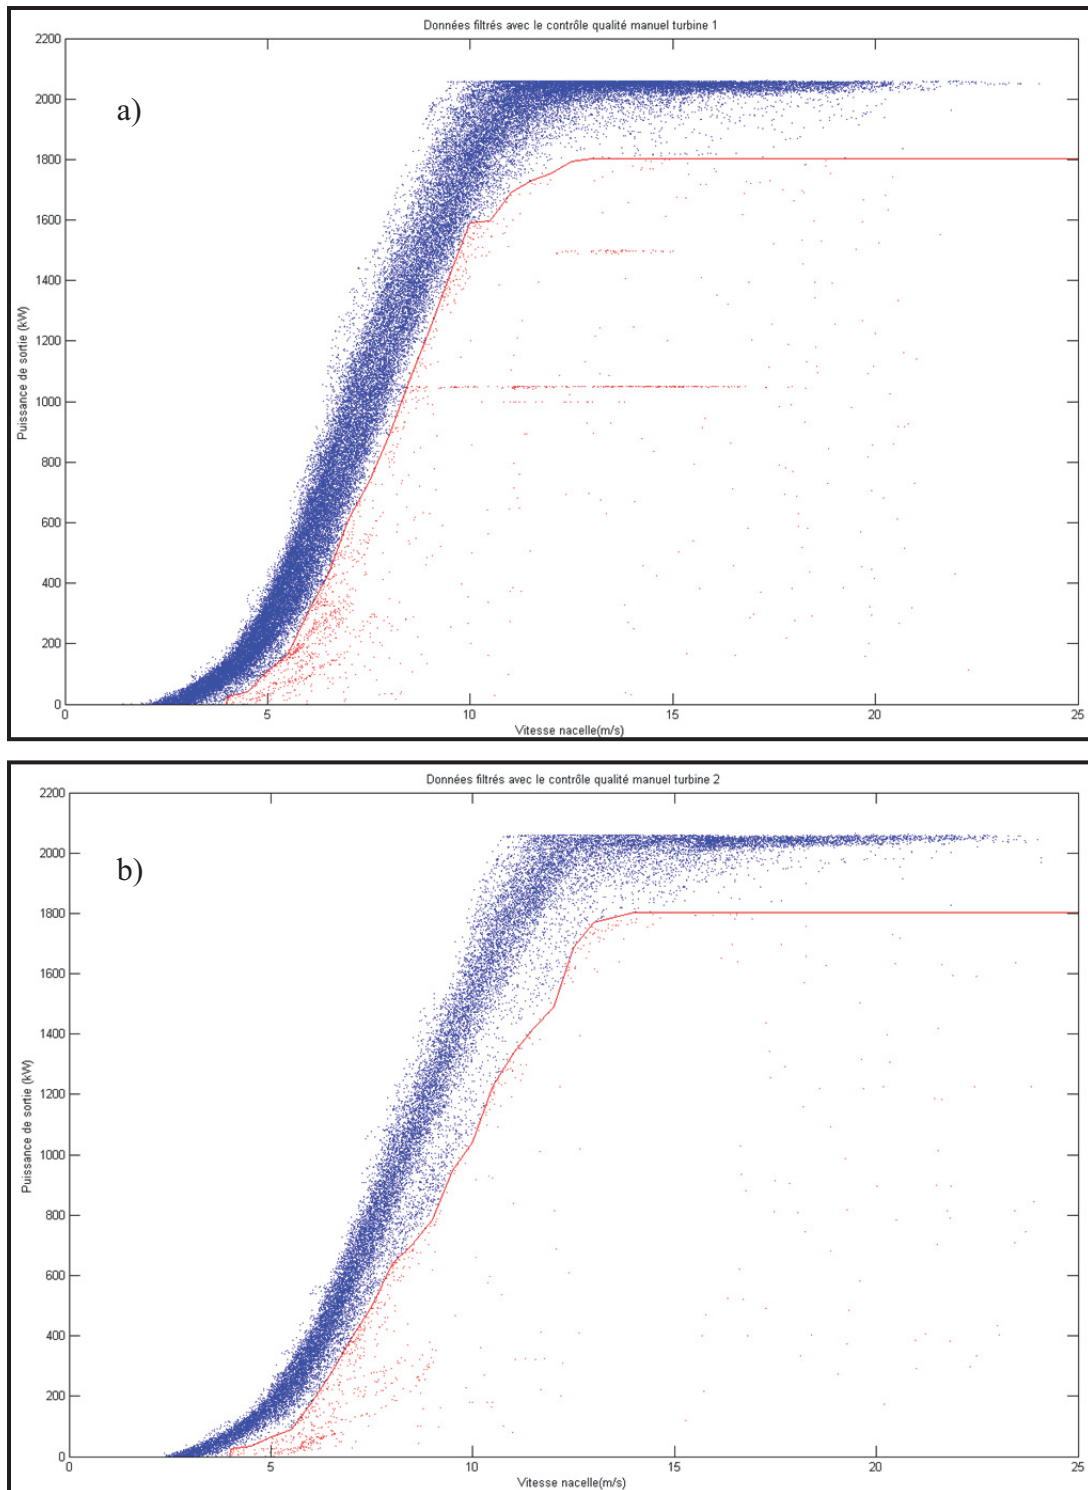 Données filtrés avec le contrôle qualité manuel turbine 1
a)
Puissance de sortie (kW)
2200
2000
1800
1600
1400
1200
1000
800
600
400
200
0
0 5 10 15 20 25
Vitesse nacelle(m/s)
Données filtrés avec le contrôle qualité manuel turbine 2
b)
Puissance de sortie (kW)
2200
2000
1800
1600
1400
1200
1000
800
600
400
200
0
0 5 10 15 20 25
Vitesse nacelle(m/s)